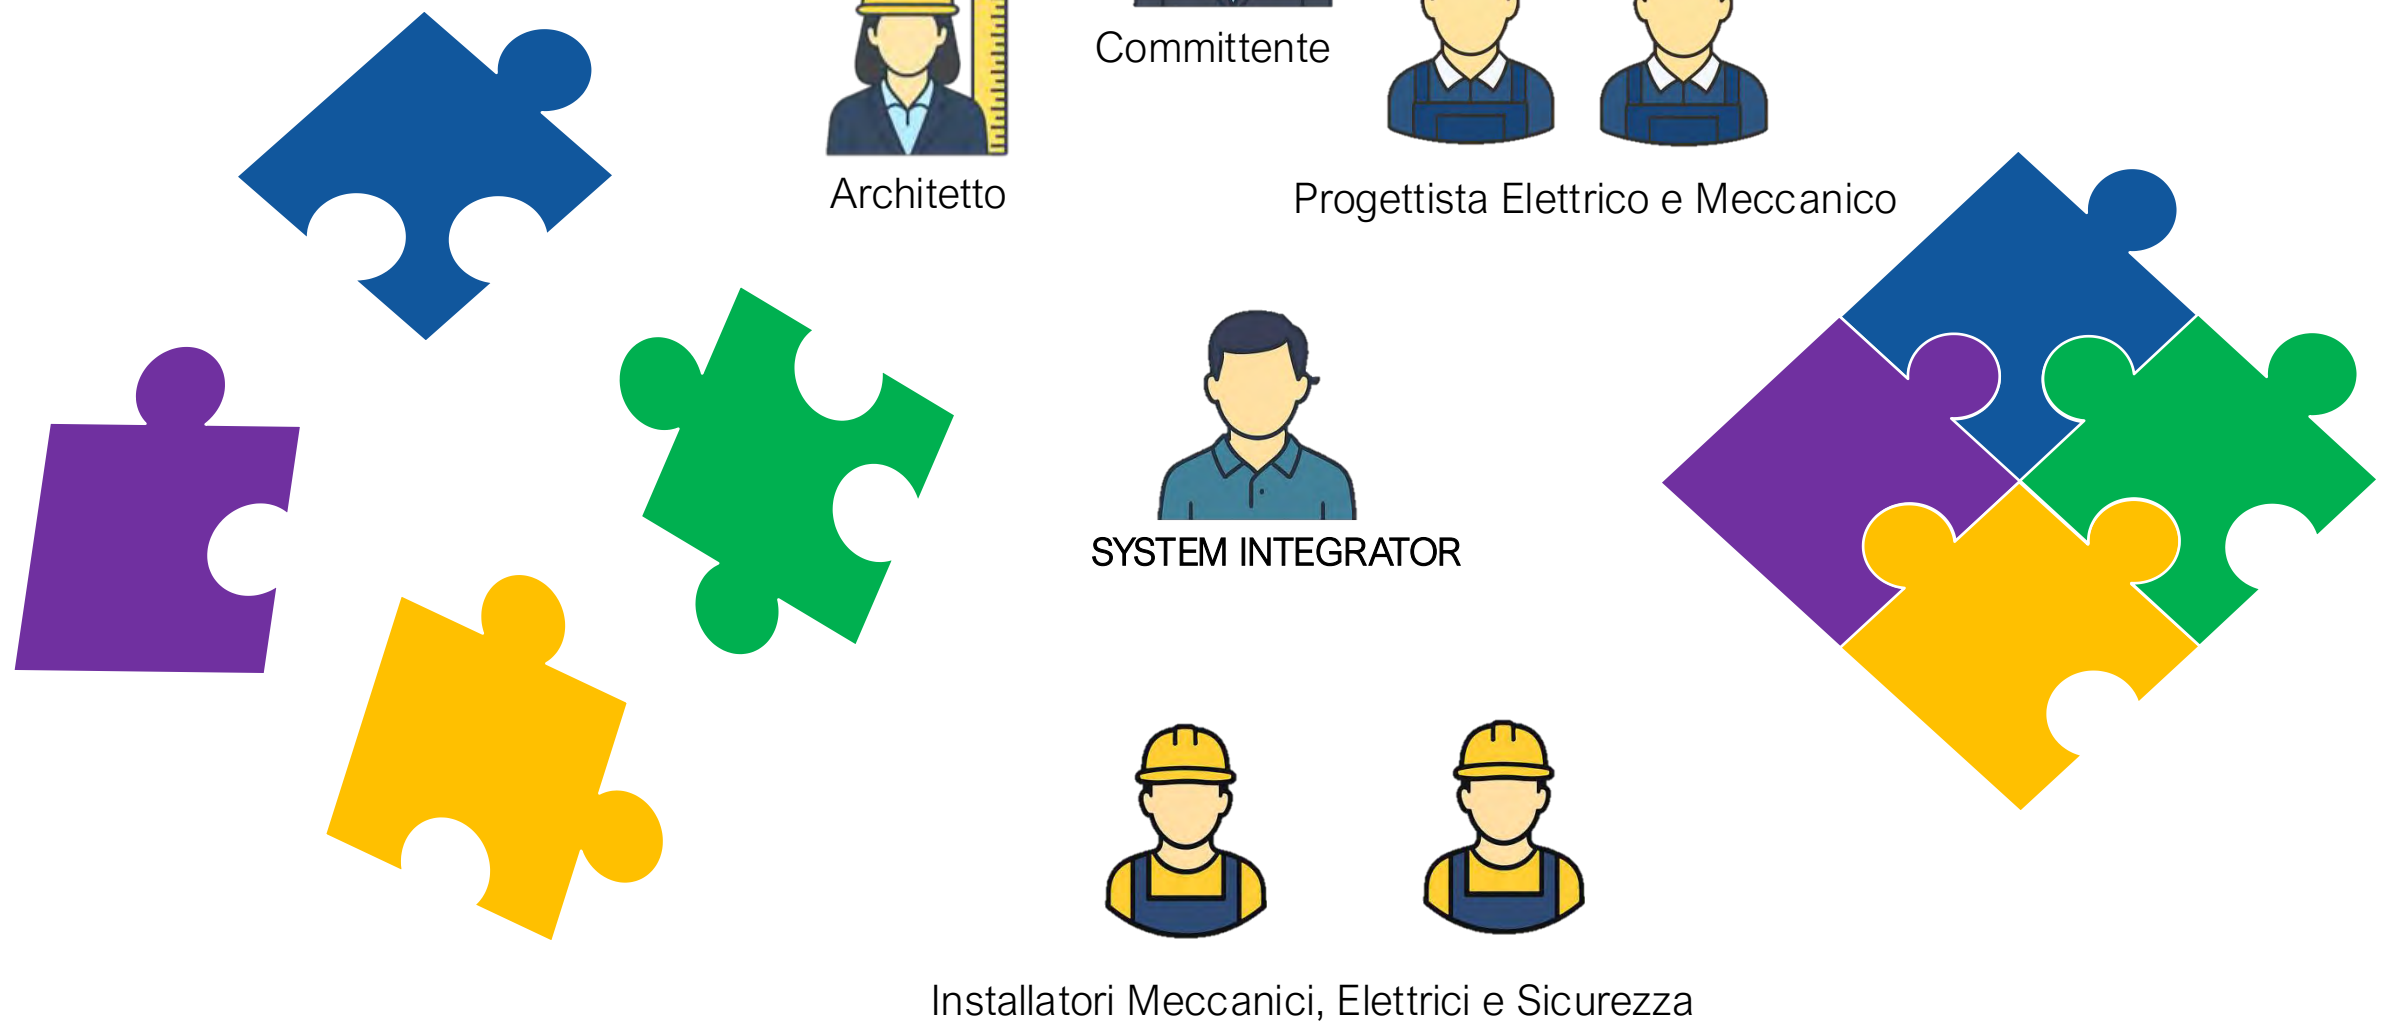 Committente
Architetto
Progettista Elettrico e Meccanico
SYSTEM INTEGRATOR
Installatori Meccanici, Elettrici e Sicurezza